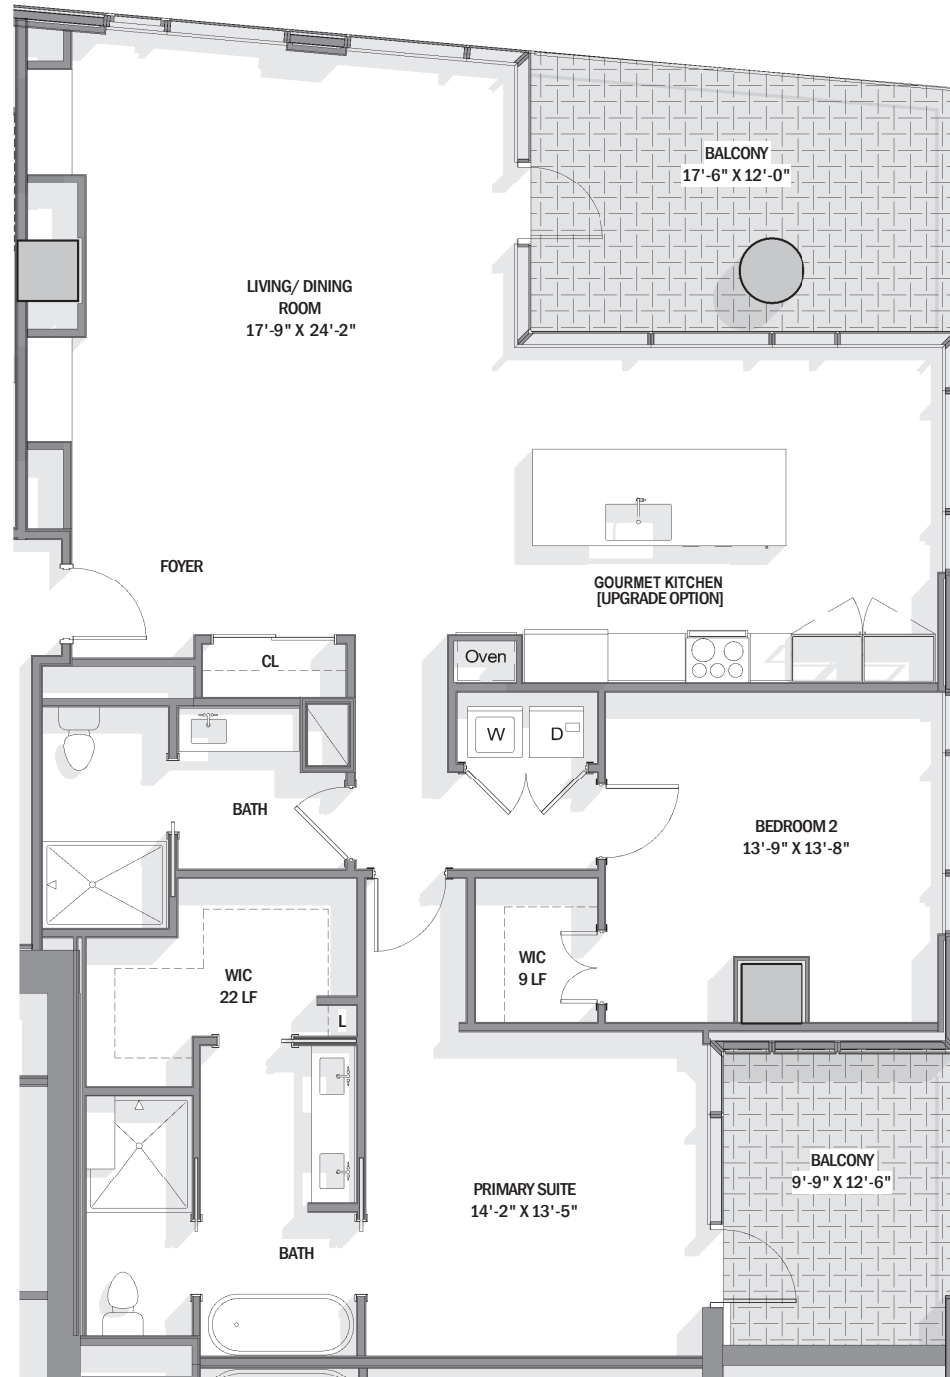 BALCONY
17'-6" X 12'-0"
LIVING/ DINING
ROOM
17'-9" X 24'-2"
FOYER
GOURMET KITCHEN
[UPGRADE OPTION]
CL
Oven
W
D
BATH
BEDROOM 2
13'-9" X 13'-8"
WIC
9 LF
WIC
22 LF
L
BALCONY
9'-9" X 12'-6"
PRIMARY SUITE
14'-2" X 13'-5"
BATH